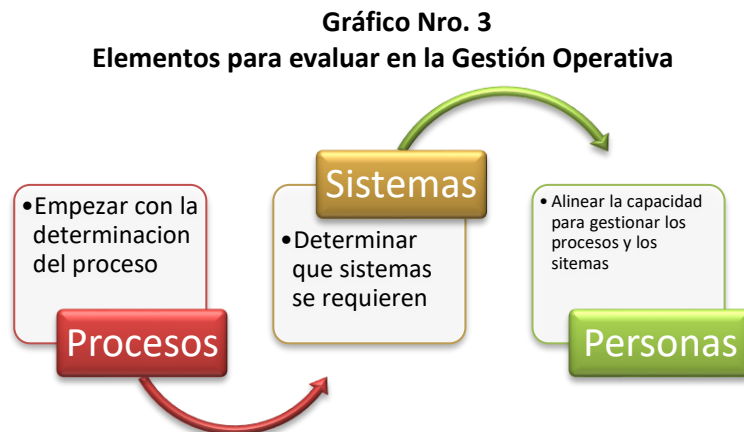 Gráfico Nro. 3
Elementos para evaluar en la Gestión Operativa
•Empezar con la
determinacion
del proceso
Procesos
Sistemas
•Determinar
que sistemas
se requieren
• Alinear la capacidad
para gestionar los
procesos y los
sitemas
Personas